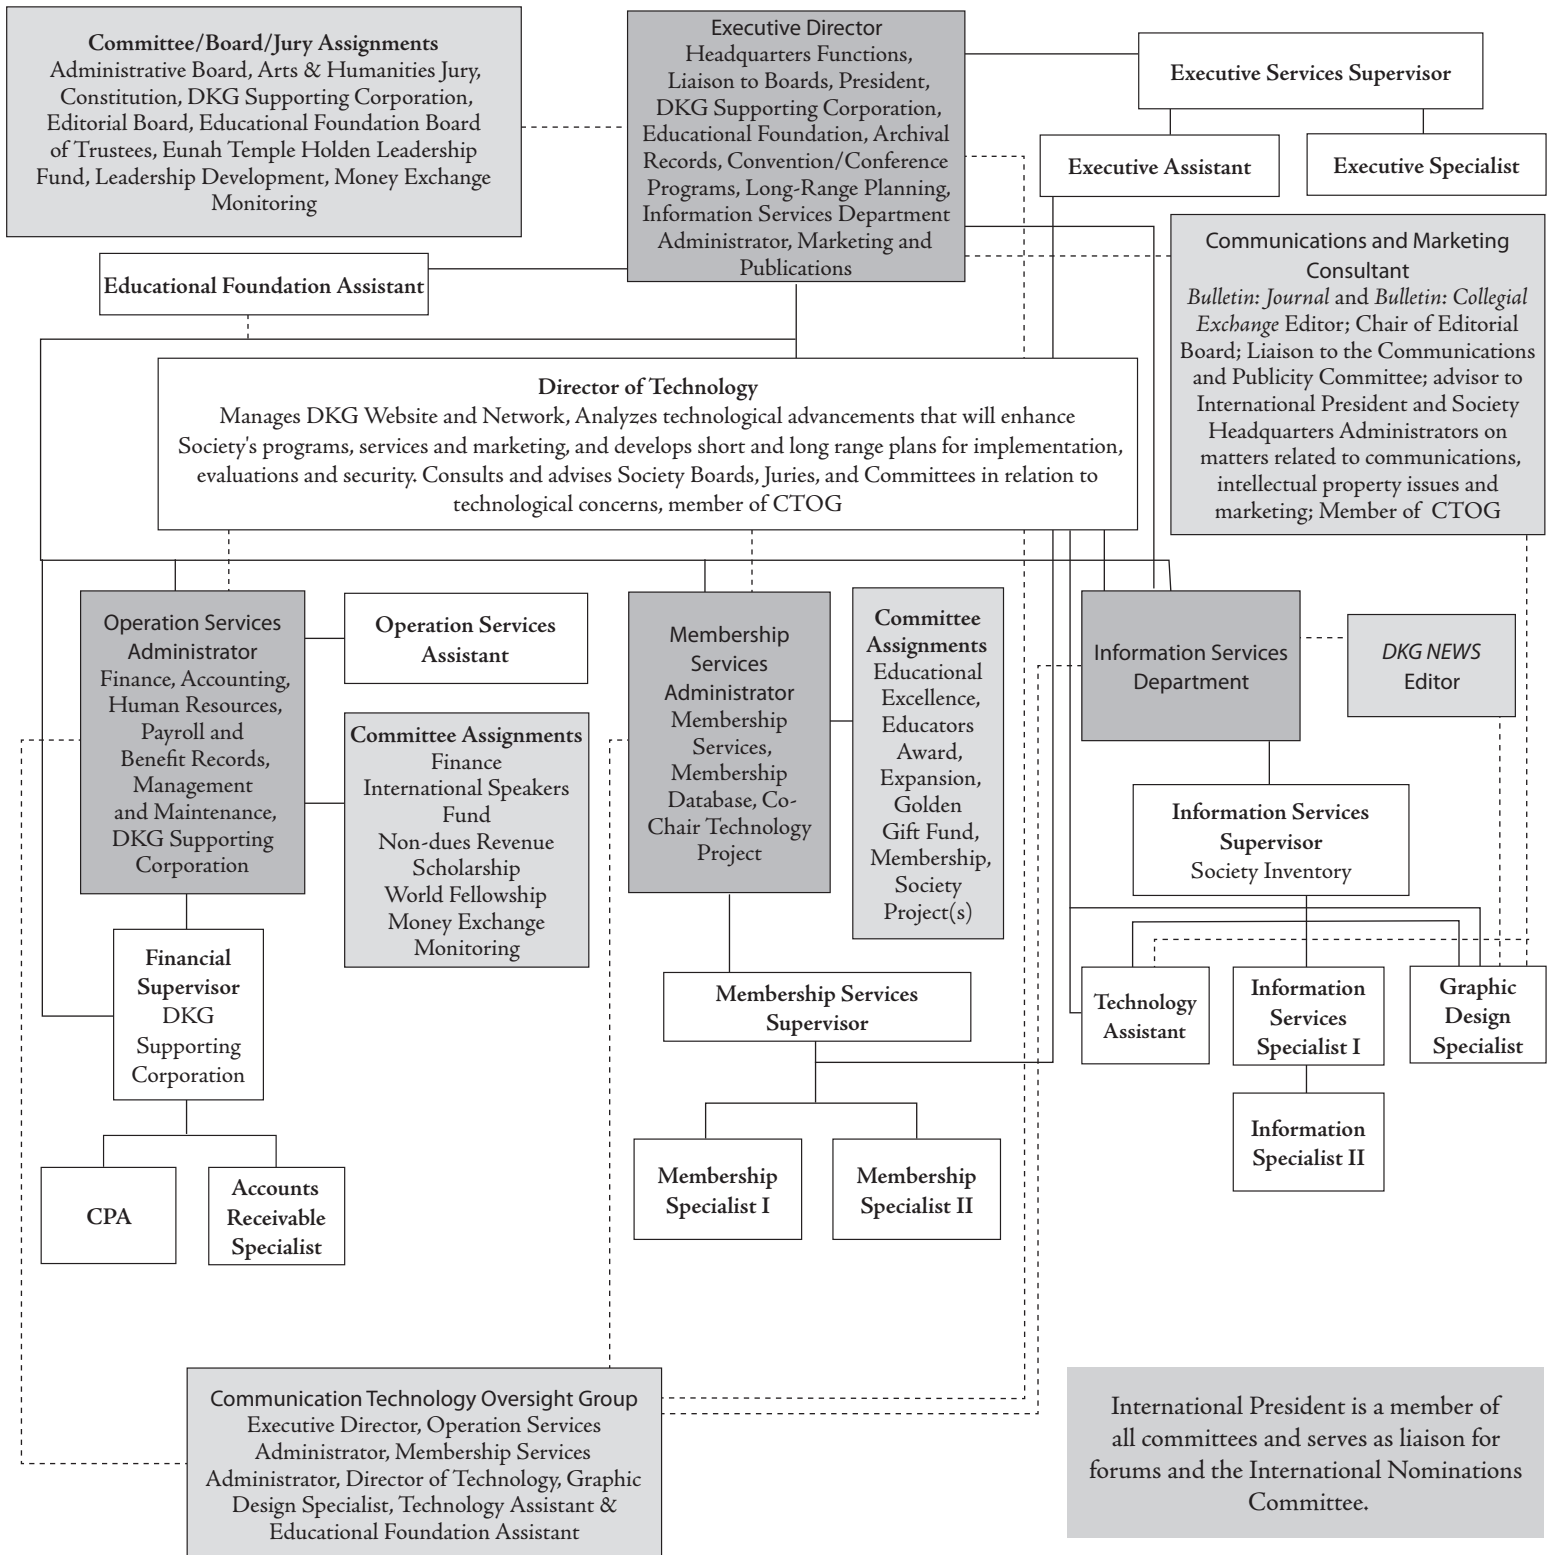 Committee/Board/Jury Assignments
Administrative Board, Arts & Humanities Jury,
Constitution, DKG Supporting Corporation,
Editorial Board, Educational Foundation Board
of Trustees, Eunah Temple Holden Leadership
Fund, Leadership Development, Money Exchange
Monitoring
Executive Director
Headquarters Functions,
Liaison to Boards, President,
DKG Supporting Corporation,
Educational Foundation, Archival
Records, Convention/Conference
Programs, Long-Range Planning,
Information Services Department
Administrator, Marketing and
Publications
Executive Services Supervisor
Executive Assistant
Executive Specialist
Educational Foundation Assistant
Communications and Marketing
Consultant
Bulletin: Journal and Bulletin: Collegial
Exchange Editor; Chair of Editorial
Board; Liaison to the Communications
and Publicity Committee; advisor to
International President and Society
Headquarters Administrators on
matters related to communications,
intellectual property issues and
marketing; Member of CTOG
Director of Technology
Manages DKG Website and Network, Analyzes technological advancements that will enhance
Society's programs, services and marketing, and develops short and long range plans for implementation,
evaluations and security. Consults and advises Society Boards, Juries, and Committees in relation to
technological concerns, member of CTOG
Operation Services
Administrator
Finance, Accounting,
Human Resources,
Payroll and
Benefit Records,
Management
and Maintenance,
DKG Supporting
Corporation
Operation Services
Assistant
Committee Assignments
Finance
International Speakers
Fund
Non-dues Revenue
Scholarship
World Fellowship
Money Exchange
Monitoring
Membership
Services
Administrator
Membership
Services,
Membership
Database, Co-
Chair Technology
Project
Committee
Assignments
Educational
Excellence,
Educators
Award,
Expansion,
Golden
Gift Fund,
Membership,
Society
Project(s)
Information Services
Department
DKG NEWS
Editor
Information Services
Supervisor
Society Inventory
Financial
Supervisor
DKG
Supporting
Corporation
Membership Services
Supervisor
Technology
Assistant
Information
Services
Specialist I
Graphic
Design
Specialist
Information
Specialist II
CPA
Accounts
Receivable
Specialist
Membership
Specialist I
Membership
Specialist II
Communication Technology Oversight Group
Executive Director, Operation Services
Administrator, Membership Services
Administrator, Director of Technology, Graphic
Design Specialist, Technology Assistant &
Educational Foundation Assistant
International President is a member of
all committees and serves as liaison for
forums and the International Nominations
Committee.